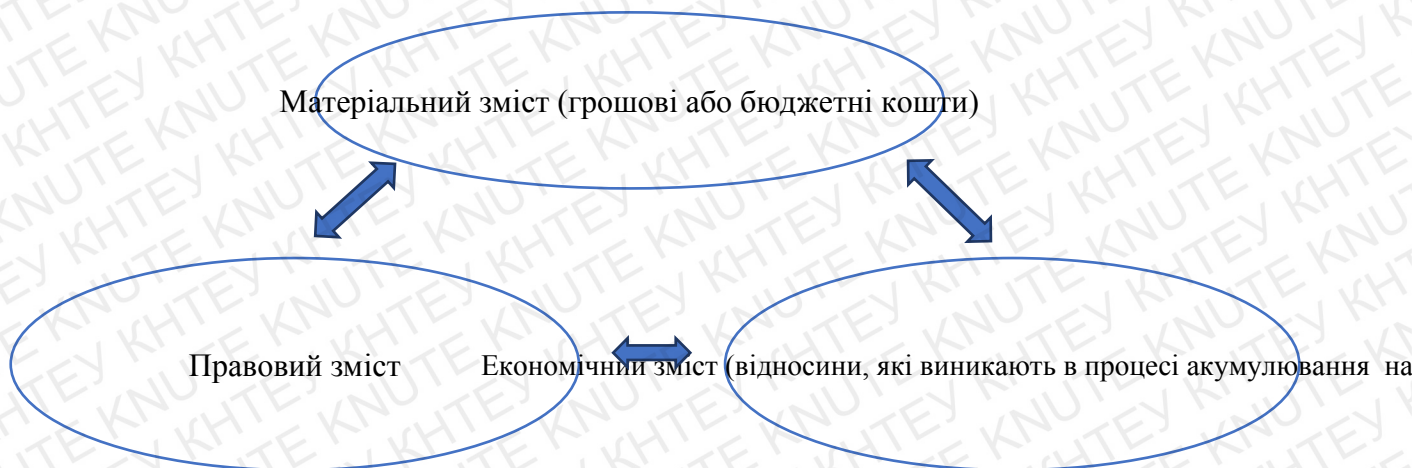 Матеріальний зміст (грошові або бюджетні кошти)
Правовий зміст
Економічний зміст (відносини, які виникають в процесі акумулювання на